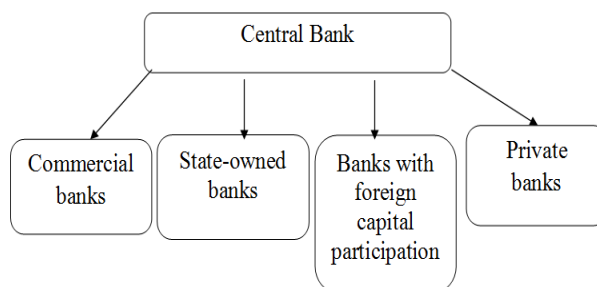 Central Bank
Commercial
banks
State-owned
banks
Banks with
foreign
capital
participation
Private
banks